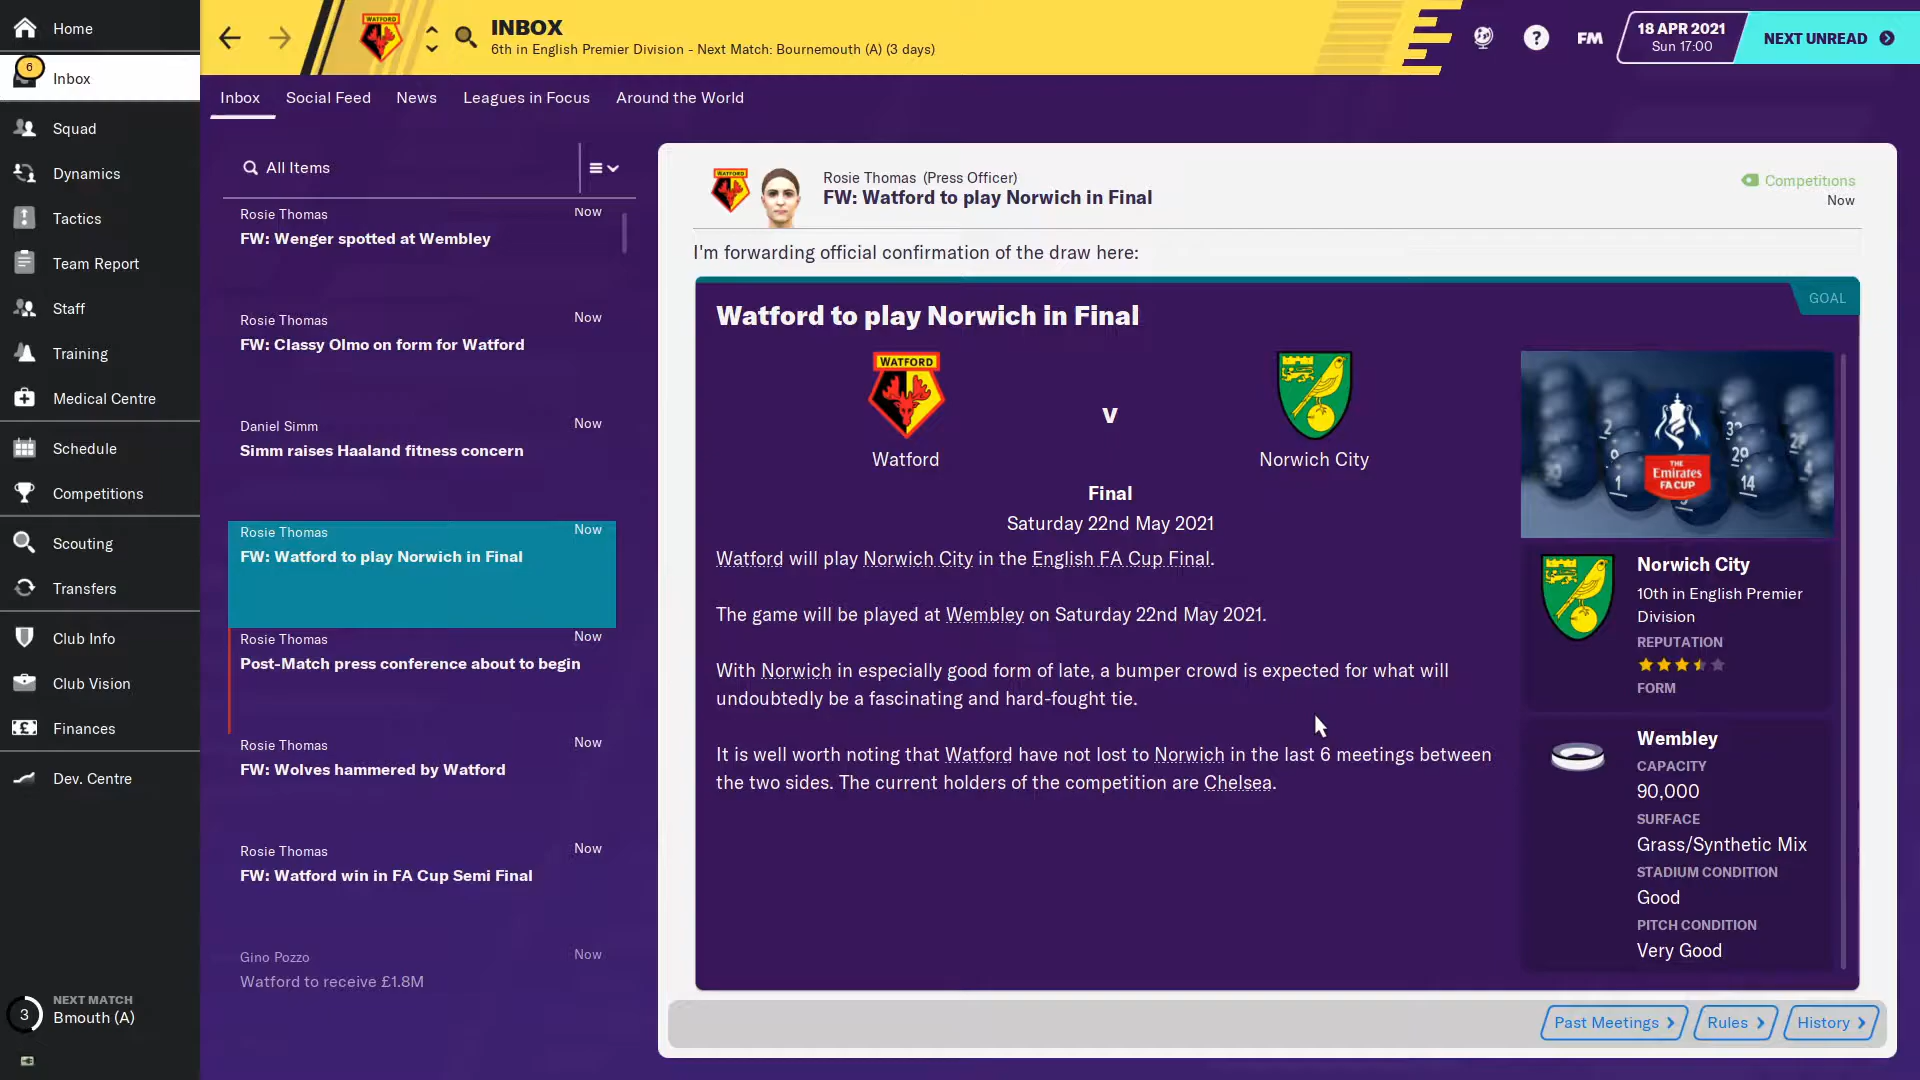 Home
6
Inbox
Squad
Dynamics
Tactics
Team Report
Staff
Training
Medical Centre
Schedule
Competitions
Scouting
Transfers
Club Info
Club Vision
Finances
Dev. Centre
3
NEXT MATCH
Bmouth (A)
WATFORD
INBOX
6th in English Premier Division - Next Match: Bournemouth (A) (3 days)
?
FM
18 APR 2021
Sun 17:00
NEXT UNREAD
Inbox Social Feed News Leagues in Focus Around the World
All Items
Rosie Thomas Now
FW: Wenger spotted at Wembley
Rosie Thomas Now
FW: Classy Olmo on form for Watford
Daniel Simm Now
Simm raises Haaland fitness concern
Rosie Thomas Now
FW: Watford to play Norwich in Final
Rosie Thomas Now
Post-Match press conference about to begin
Rosie Thomas Now
FW: Wolves hammered by Watford
Rosie Thomas Now
FW: Watford win in FA Cup Semi Final
Gino Pozzo Now
Watford to receive £1.8M
WATFORD
Rosie Thomas (Press Officer)
FW: Watford to play Norwich in Final
Competitions
Now
I'm forwarding official confirmation of the draw here:
GOAL
Watford to play Norwich in Final
WATFORD
v
Watford Norwich City
Final
Saturday 22nd May 2021
Watford will play Norwich City in the English FA Cup Final.
The game will be played at Wembley on Saturday 22nd May 2021.
With Norwich in especially good form of late, a bumper crowd is expected for what will
undoubtedly be a fascinating and hard-fought tie.
It is well worth noting that Watford have not lost to Norwich in the last 6 meetings between
the two sides. The current holders of the competition are Chelsea.
2
9
1
29
14
4
THE
Emirates
FA CUP
Norwich City
10th in English Premier
Division
REPUTATION
FORM
Wembley
CAPACITY
90,000
SURFACE
Grass/Synthetic Mix
STADIUM CONDITION
Good
PITCH CONDITION
Very Good
Past Meetings Rules History